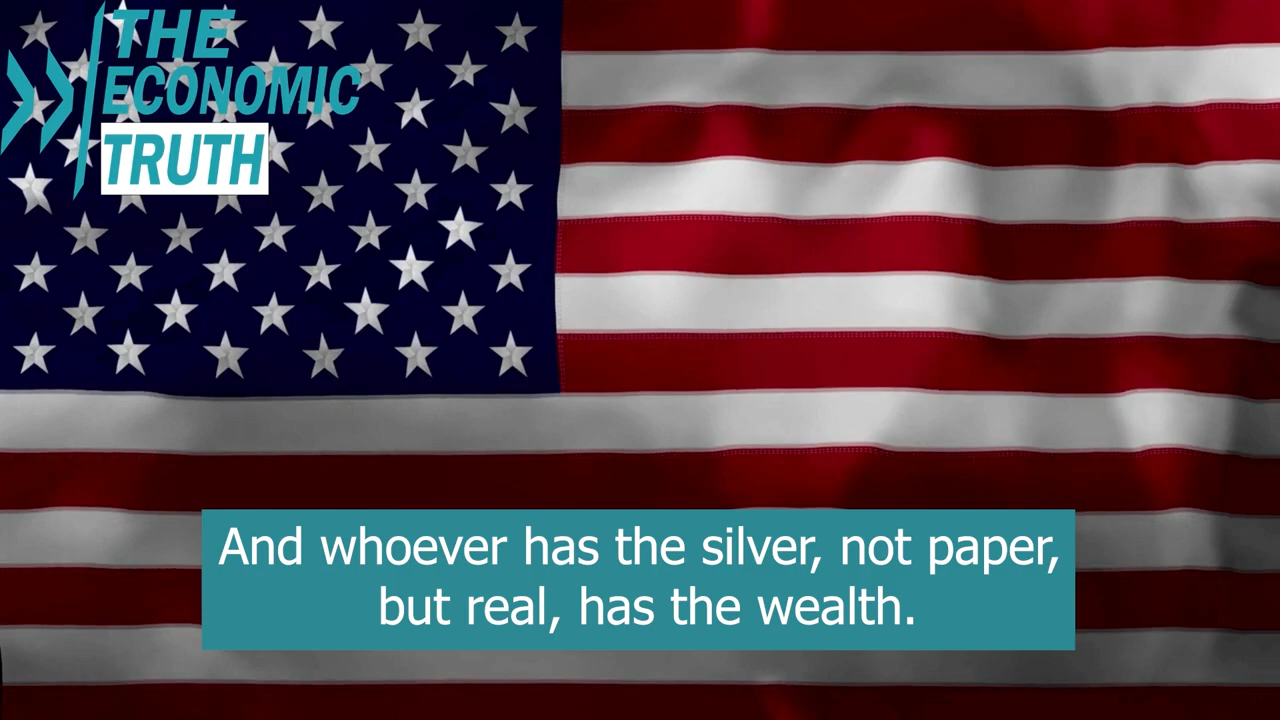 THE
ECONOMIC
TRUTH
And whoever has the silver, not paper,
but real, has the wealth.